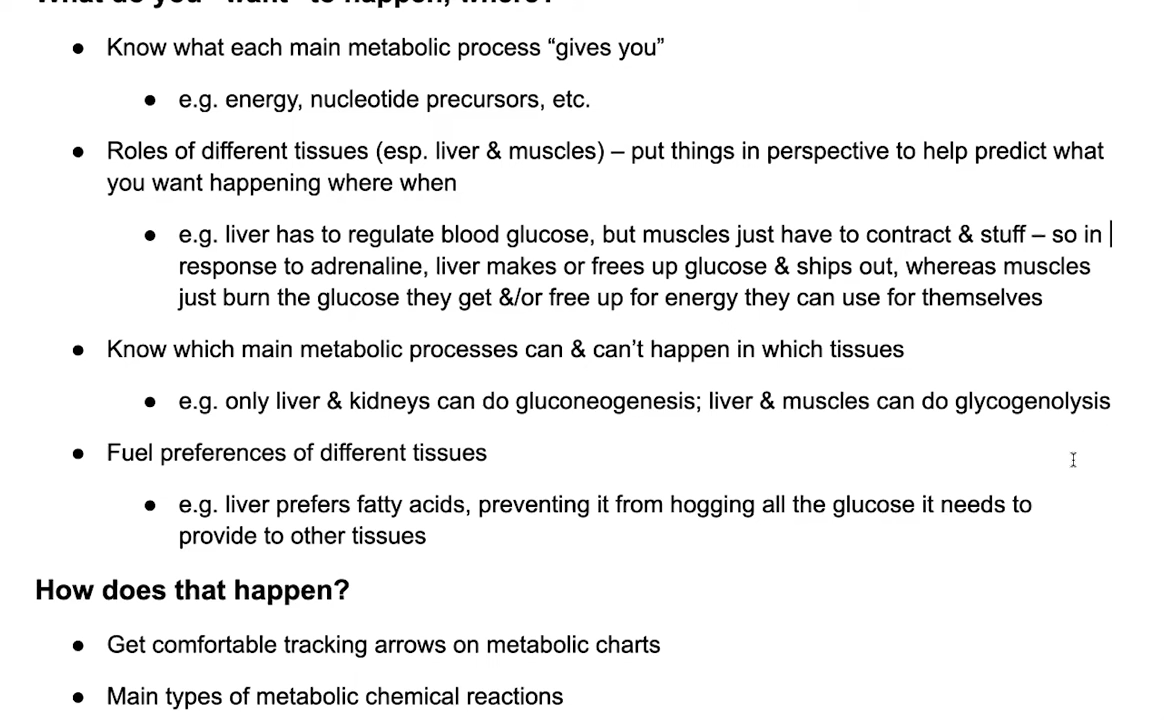 What do you "want" to happen, where?
● Know what each main metabolic process “gives you”
● e.g. energy, nucleotide precursors, etc.
● Roles of different tissues (esp. liver & muscles) – put things in perspective to help predict what
you want happening where when
● e.g. liver has to regulate blood glucose, but muscles just have to contract & stuff – so in
response to adrenaline, liver makes or frees up glucose & ships out, whereas muscles
just burn the glucose they get &/or free up for energy they can use for themselves
● Know which main metabolic processes can & can’t happen in which tissues
● e.g. only liver & kidneys can do gluconeogenesis; liver & muscles can do glycogenolysis
● Fuel preferences of different tissues
● e.g. liver prefers fatty acids, preventing it from hogging all the glucose it needs to
provide to other tissues
How does that happen?
● Get comfortable tracking arrows on metabolic charts
● Main types of metabolic chemical reactions